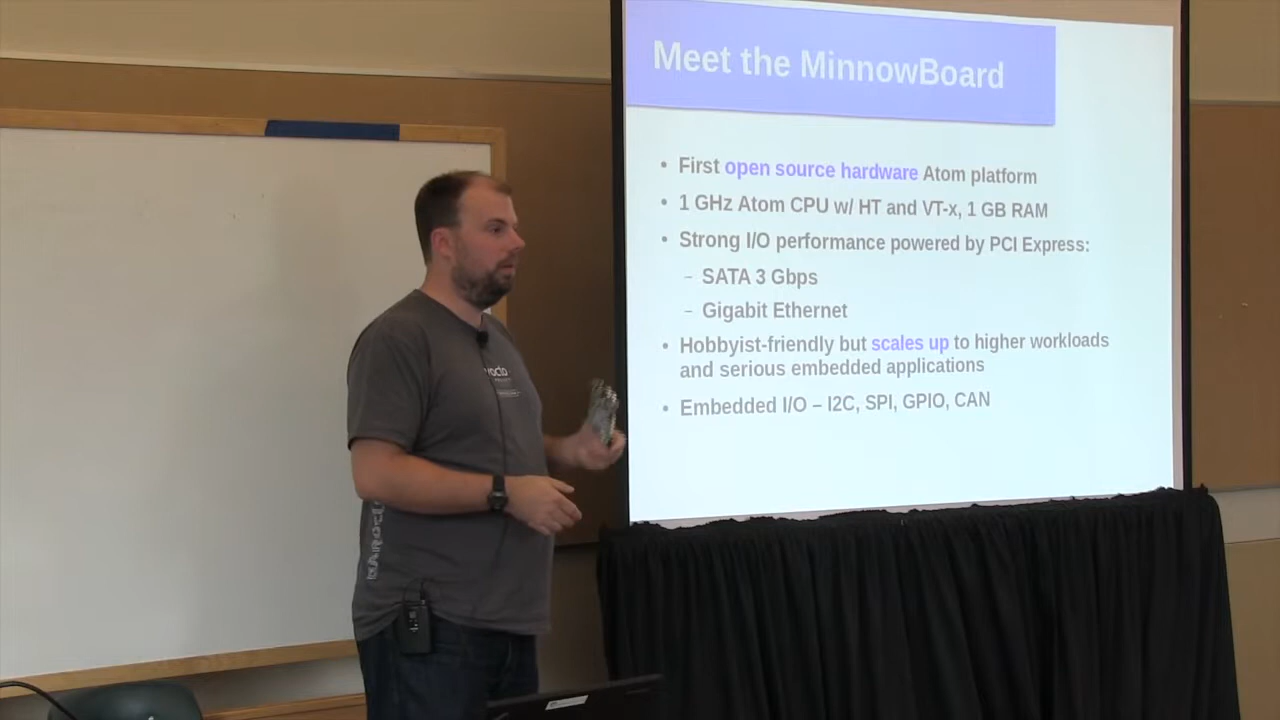 Meet the MinnowBoard
• First open source hardware Atom platform
• 1 GHz Atom CPU w/ HT and VT-x, 1 GB RAM
• Strong I/O performance powered by PCI Express:
– SATA 3 Gbps
– Gigabit Ethernet
• Hobbyist-friendly but scales up to higher workloads
and serious embedded applications
• Embedded I/O – I2C, SPI, GPIO, CAN